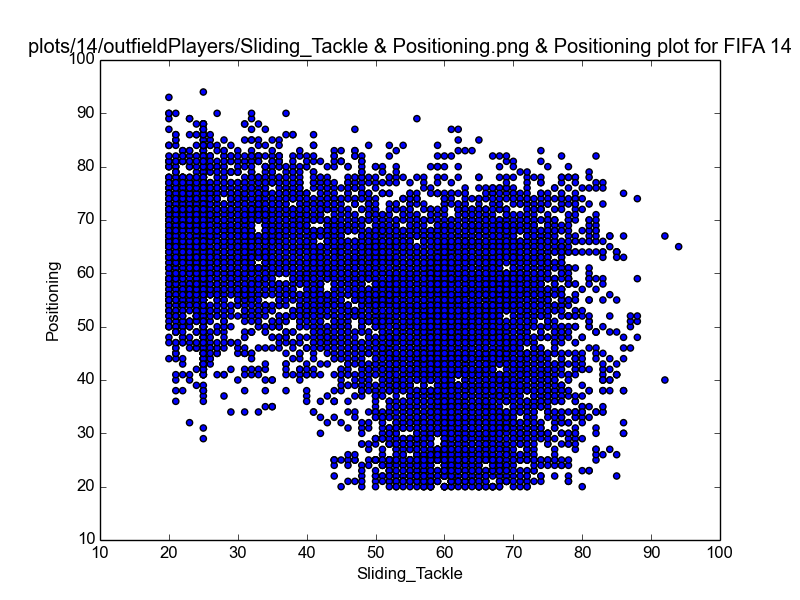 plots/14/outfieldPlayers/Sliding_Tackle & Positioning.png & Positioning plot for FIFA 14
100
90
80
70
60
50
40
30
20
10
Positioning
10 20 30 40 50 60 70 80 90 100
Sliding_Tackle